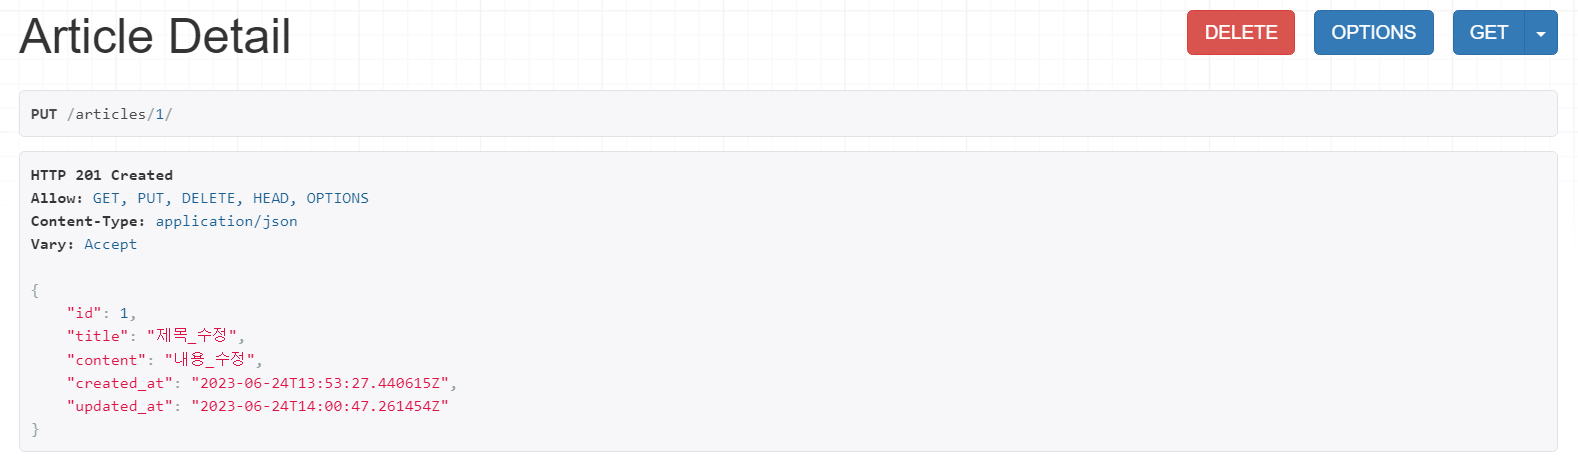 Article Detail
DELETE
OPTIONS
GET
PUT /articles/1/
HTTP 201 Created
Allow: GET, PUT, DELETE, HEAD, OPTIONS
Content-Type: application/json
Vary: Accept
{
    "id": 1,
    "title": "제목_수정",
    "content": "내용_수정",
    "created_at": "2023-06-24T13:53:27.440615Z",
    "updated_at": "2023-06-24T14:00:47.261454Z"
}